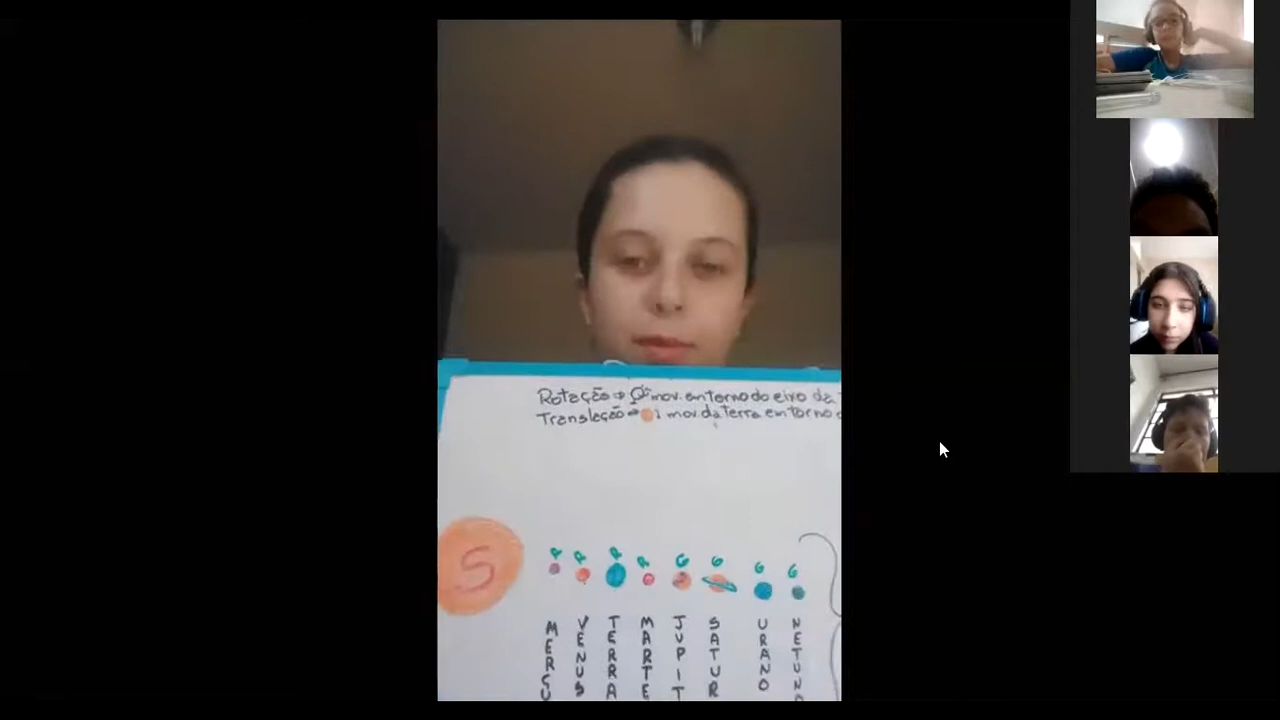 Rotação → mov. em torno do eixo da
Translação → mov da terra em torno
S
P P P P G G G G
MERCÚ
VENUS
TERRA
MARTE
JUPIT
SATUR
URANO
NETUNO